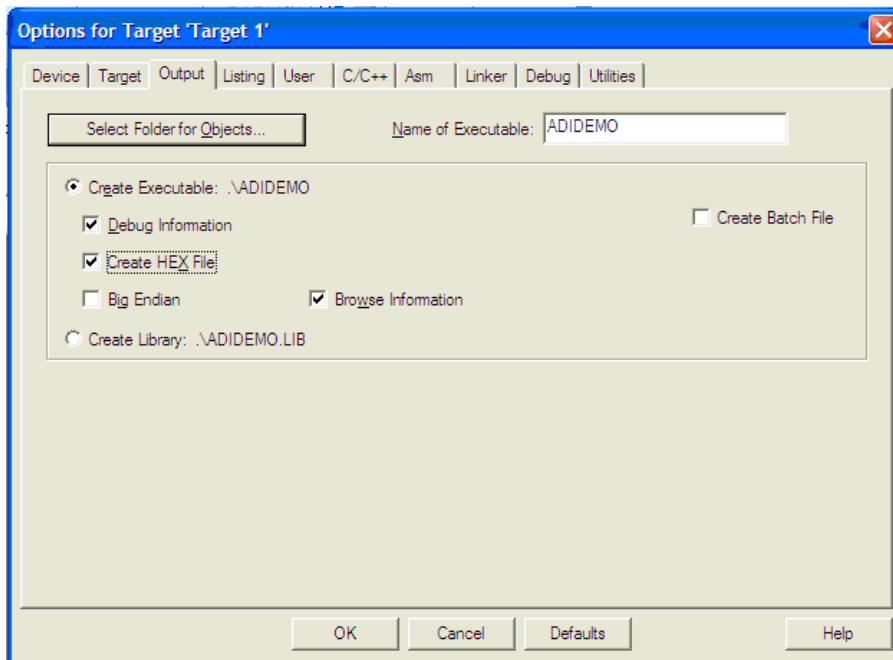 Options for Target 'Target 1'
Device Target Output Listing User C/C++ Asm Linker Debug Utilities
Select Folder for Objects... Name of Executable: ADIDEMO
Create Executable: .\ADIDEMO
Debug Information Create Batch File
Create HEX File
Big Endian Browse Information
Create Library: .\ADIDEMO.LIB
OK Cancel Defaults Help